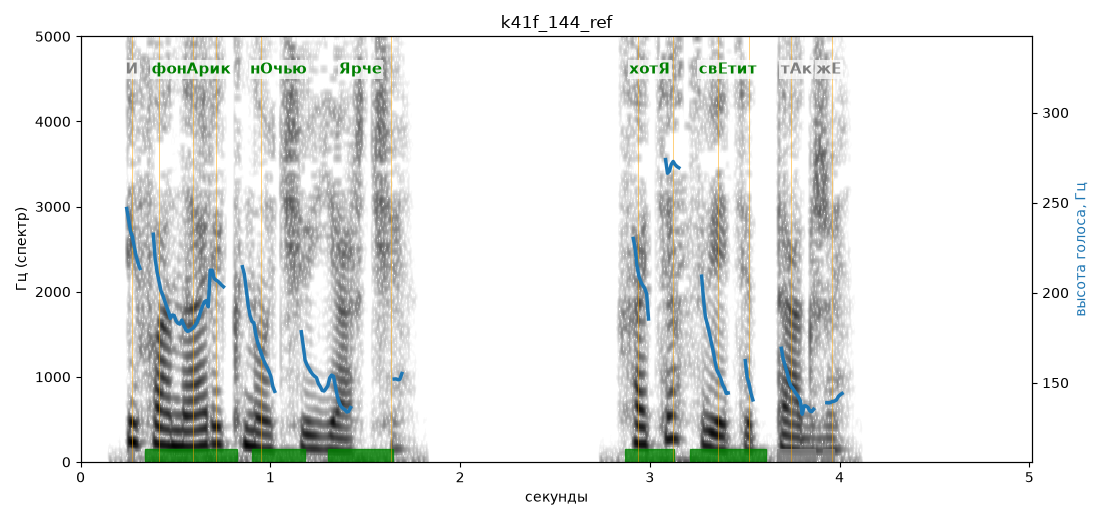 k41f_144_ref
И фонАрик нОчью Ярче хотЯ свЕтит тАк жЕ
5000
4000
3000
2000
1000
0
Гц (спектр)
300
250
200
150
высота голоса, Гц
0 1 2 3 4 5
секунды